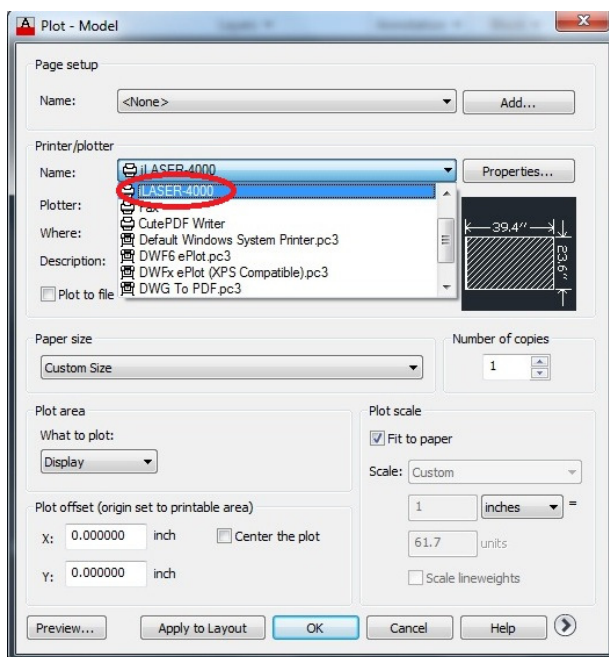 Plot - Model
Page setup
Name: <None> Add...
Printer/plotter
Name: iLASER-4000 Properties...
iLASER-4000
Plotter: Fax
Where: CutePDF Writer
Default Windows System Printer.pc3
Description: DWF6 ePlot.pc3
DWFx ePlot (XPS Compatible).pc3
Plot to file DWG To PDF.pc3
39.4''
23.6''
Paper size
Custom Size
Number of copies
1
Plot area
What to plot:
Display
Plot offset (origin set to printable area)
X: 0.000000 inch Center the plot
Y: 0.000000 inch
Plot scale
Fit to paper
Scale: Custom
1 inches =
61.7 units
Scale lineweights
Preview... Apply to Layout OK Cancel Help